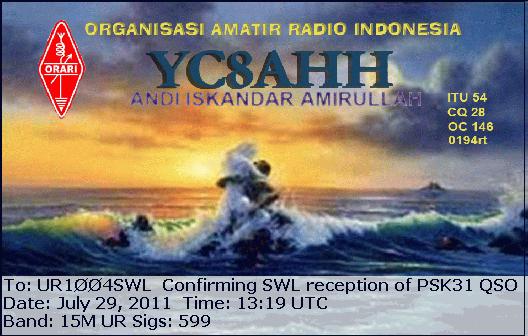 ORGANISASI AMATIR RADIO INDONESIA
ORARI
YC8AHH
ANDI ISKANDAR AMIRULLAH
ITU 54
CQ 28
OC 146
0194rt
To: UR1ØØ4SWL Confirming SWL reception of PSK31 QSO
Date: July 29, 2011 Time: 13:19 UTC
Band: 15M UR Sigs: 599